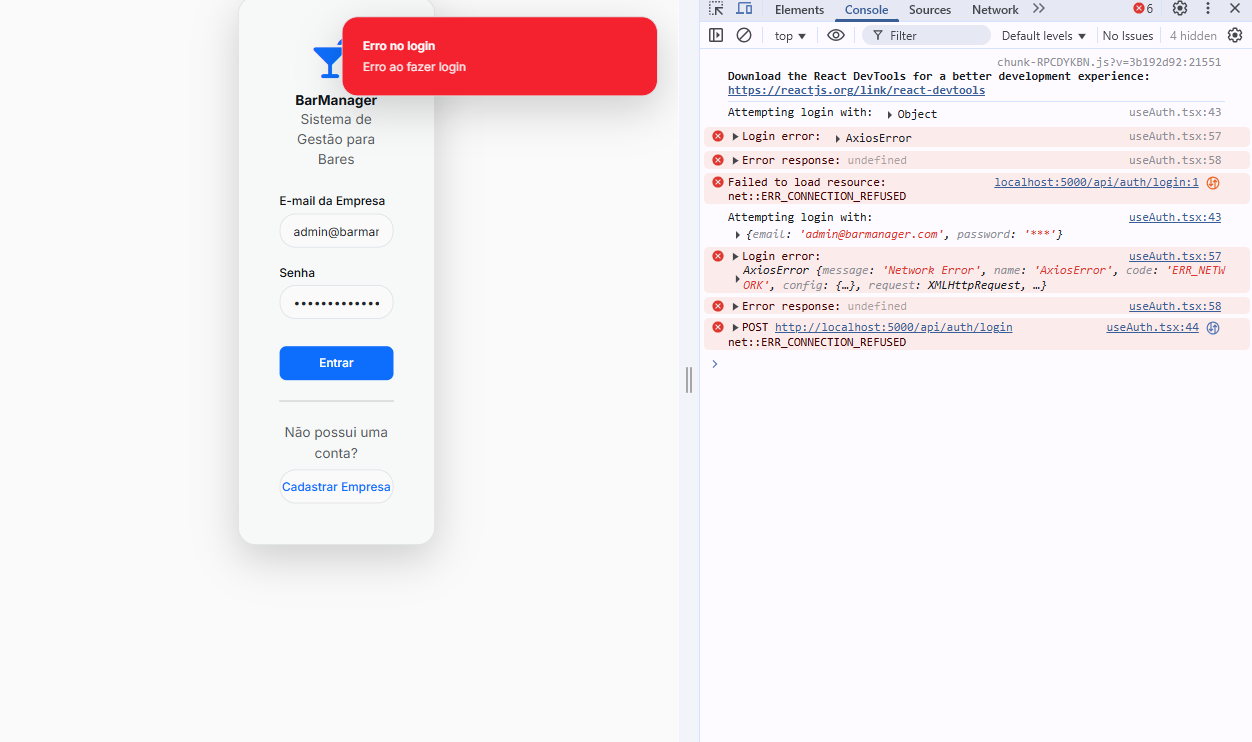 Erro no login
Erro ao fazer login
BarManager
Sistema de
Gestão para
Bares
E-mail da Empresa
admin@barmar
Senha
•••••••••••••
Entrar
Não possui uma
conta?
Cadastrar Empresa
Elements Console Sources Network 6
top Filter Default levels No Issues 4 hidden
chunk-RPCDYKBN.js?v=3b192d92:21551
Download the React DevTools for a better development experience:
https://reactjs.org/link/react-devtools
Attempting login with: Object useAuth.tsx:43
Login error: AxiosError useAuth.tsx:57
Error response: undefined useAuth.tsx:58
Failed to load resource: localhost:5000/api/auth/login:1
net::ERR_CONNECTION_REFUSED
Attempting login with: useAuth.tsx:43
{email: 'admin@barmanager.com', password: '***'}
Login error: useAuth.tsx:57
AxiosError {message: 'Network Error', name: 'AxiosError', code: 'ERR_NETW
ORK', config: {…}, request: XMLHttpRequest, …}
Error response: undefined useAuth.tsx:58
POST http://localhost:5000/api/auth/login useAuth.tsx:44
net::ERR_CONNECTION_REFUSED